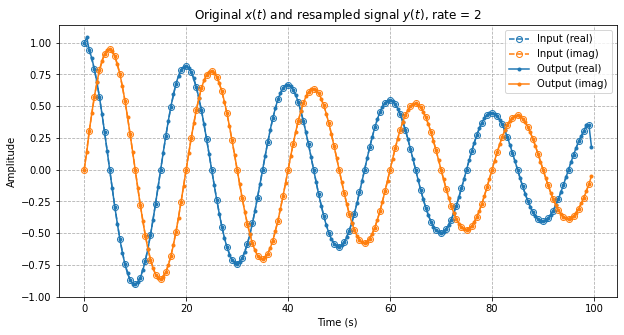 Original x(t) and resampled signal y(t), rate = 2
Input (real)
Input (imag)
Output (real)
Output (imag)
Amplitude
1.00
0.75
0.50
0.25
0.00
−0.25
−0.50
−0.75
−1.00
0
20
40
60
80
100
Time (s)